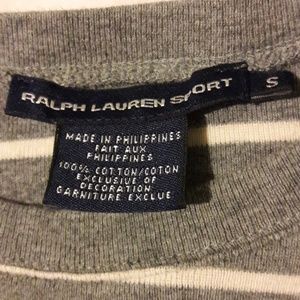 RALPH LAUREN SPORT S
MADE IN PHILIPPINES
FAIT AUX
PHILIPPINES
100% COTTON/COTON
EXCLUSIVE OF
DECORATION
GARNITURE EXCLUE